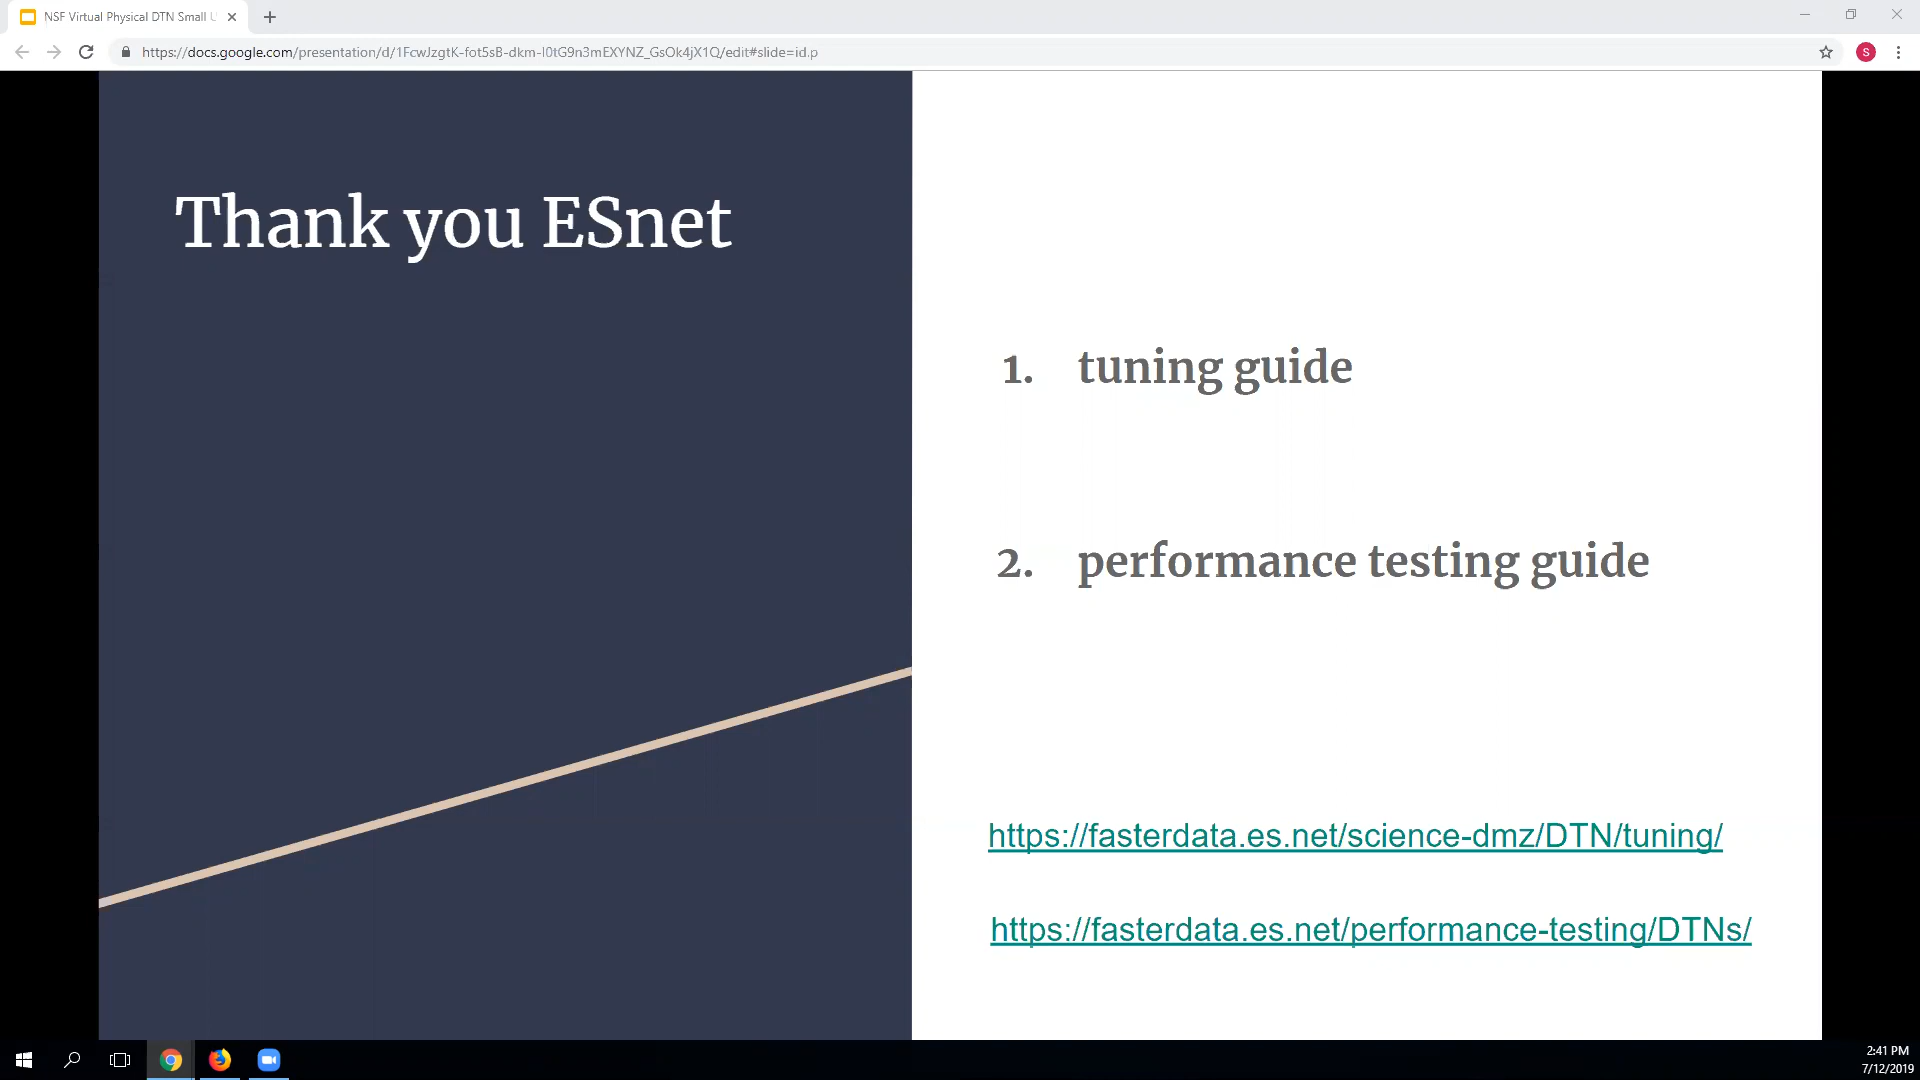 NSF Virtual Physical DTN Small U
https://docs.google.com/presentation/d/1FcwJzgtK-fot5sB-dkm-I0tG9n3mEXYNZ_GsOk4jX1Q/edit#slide=id.p
S
Thank you ESnet
1. tuning guide
2. performance testing guide
https://fasterdata.es.net/science-dmz/DTN/tuning/
https://fasterdata.es.net/performance-testing/DTNs/
2:41 PM
7/12/2019